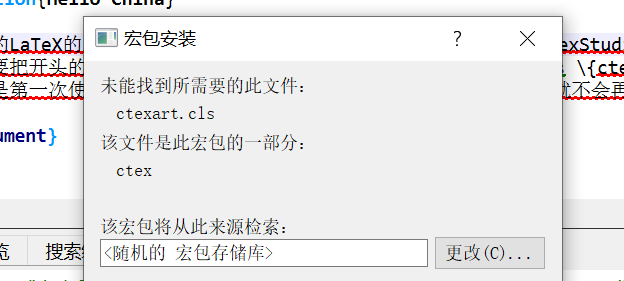 tion{hello China}
的LaTeX的
exStud
要把开头的
\{cte
是第一次使
就不会再
ument}
宏包安装
?
未能找到所需要的此文件：
ctexart.cls
该文件是此宏包的一部分：
ctex
该宏包将从此来源检索：
<随机的 宏包存储库>
更改(C)...
览
搜索